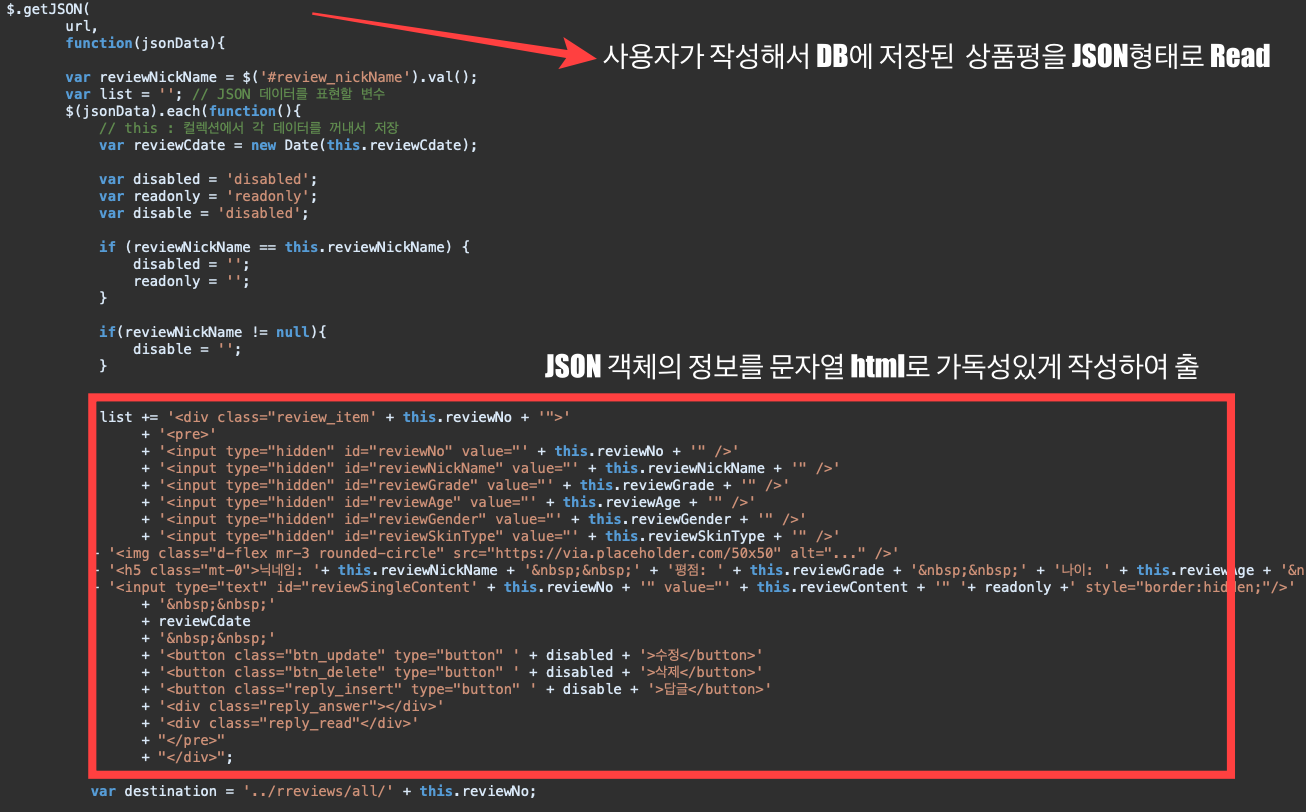 $.getJSON(
url,
function(jsonData){
사용자가 작성해서 DB에 저장된 상품평을 JSON형태로 Read
var reviewNickName = $('#review_nickName').val();
var list = ''; // JSON 데이터를 표현할 변수
$(jsonData).each(function(){
// this : 컬렉션에서 각 데이터를 꺼내서 저장
var reviewCdate = new Date(this.reviewCdate);
var disabled = 'disabled';
var readonly = 'readonly';
var disable = 'disabled';
if (reviewNickName == this.reviewNickName) {
disabled = '';
readonly = '';
}
if(reviewNickName != null){
disable = '';
}
JSON 객체의 정보를 문자열 html로 가독성있게 작성하여 출
list += '<div class="review_item' + this.reviewNo + '">'
+ '<pre>'
+ '<input type="hidden" id="reviewNo" value="' + this.reviewNo + '" />'
+ '<input type="hidden" id="reviewNickName" value="' + this.reviewNickName + '" />'
+ '<input type="hidden" id="reviewGrade" value="' + this.reviewGrade + '" />'
+ '<input type="hidden" id="reviewAge" value="' + this.reviewAge + '" />'
+ '<input type="hidden" id="reviewGender" value="' + this.reviewGender + '" />'
+ '<input type="hidden" id="reviewSkinType" value="' + this.reviewSkinType + '" />'
'<img class="d-flex mr-3 rounded-circle" src="https://via.placeholder.com/50x50" alt="..." />'
'<h5 class="mt-0">닉네임: '+ this.reviewNickName + '&nbsp;&nbsp;' + '평점: ' + this.reviewGrade + '&nbsp;&nbsp;' + '나이: ' + this.reviewAge + '&n
'<input type="text" id="reviewSingleContent' + this.reviewNo + '" value="' + this.reviewContent + '" '+ readonly +' style="border:hidden;"/>'
+ '&nbsp;&nbsp;'
+ reviewCdate
+ '&nbsp;&nbsp;'
+ '<button class="btn_update" type="button" ' + disabled + '>수정</button>'
+ '<button class="btn_delete" type="button" ' + disabled + '>삭제</button>'
+ '<button class="reply_insert" type="button" ' + disable + '>답글</button>'
+ '<div class="reply_answer"></div>'
+ '<div class="reply_read"</div>'
+ "</pre>"
+ "</div>";
var destination = '../rreviews/all/' + this.reviewNo;